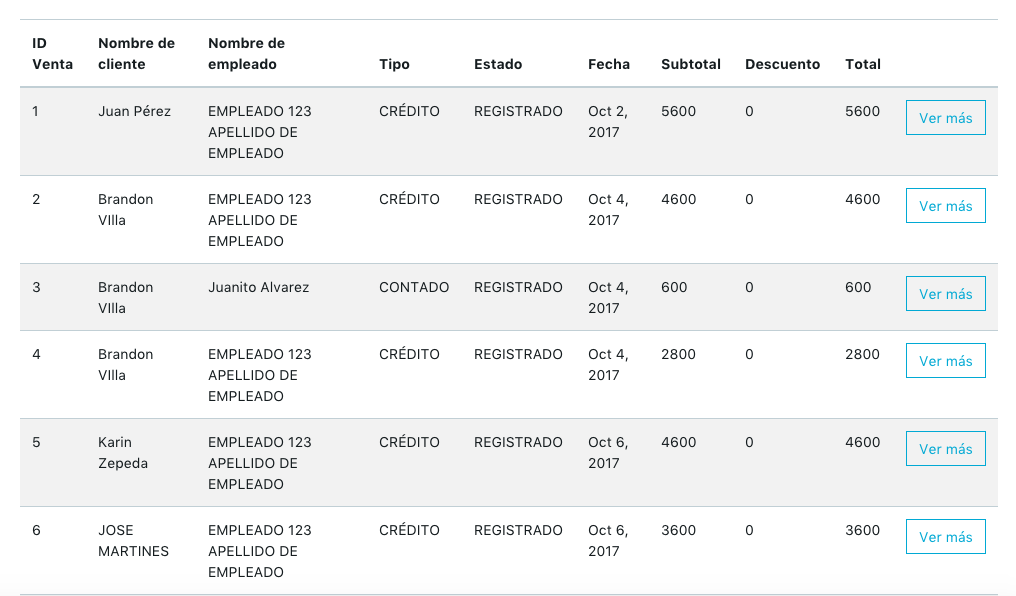 ID Venta Nombre de cliente Nombre de empleado Tipo Estado Fecha Subtotal Descuento Total
1 Juan Pérez EMPLEADO 123 APELLIDO DE EMPLEADO CRÉDITO REGISTRADO Oct 2, 2017 5600 0 5600 Ver más
2 Brandon VIlla EMPLEADO 123 APELLIDO DE EMPLEADO CRÉDITO REGISTRADO Oct 4, 2017 4600 0 4600 Ver más
3 Brandon VIlla Juanito Alvarez CONTADO REGISTRADO Oct 4, 2017 600 0 600 Ver más
4 Brandon VIlla EMPLEADO 123 APELLIDO DE EMPLEADO CRÉDITO REGISTRADO Oct 4, 2017 2800 0 2800 Ver más
5 Karin Zepeda EMPLEADO 123 APELLIDO DE EMPLEADO CRÉDITO REGISTRADO Oct 6, 2017 4600 0 4600 Ver más
6 JOSE MARTINES EMPLEADO 123 APELLIDO DE EMPLEADO CRÉDITO REGISTRADO Oct 6, 2017 3600 0 3600 Ver más